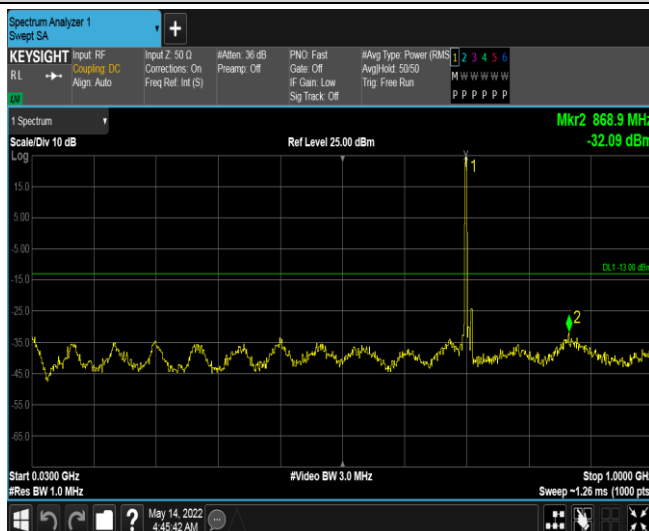 Spectrum Analyzer 1
Swept SA
+
KEYSIGHT
RL
Input: RF
Coupling: DC
Align: Auto
Input Z: 50 Ω
Corrections: On
Freq Ref: Int (S)
#Atten: 36 dB
Preamp: Off
PNO: Fast
Gate: Off
IF Gain: Low
Sig Track: Off
#Avg Type: Power (RMS
Avg|Hold: 50/50
Trig: Free Run
1 2 3 4 5 6
M W W W W W
P P P P P P
1 Spectrum
Scale/Div 10 dB
Ref Level 25.00 dBm
Mkr2 868.9 MHz
-32.09 dBm
Log
1
15.0
5.00
-5.00
DL1 -13.00 dBm
-15.0
-25.0
2
-35.0
-45.0
-55.0
-65.0
Start 0.0300 GHz
#Video BW 3.0 MHz
Stop 1.0000 GHz
#Res BW 1.0 MHz
Sweep ~1.26 ms (1000 pts
?
May 14, 2022
4:45:42 AM